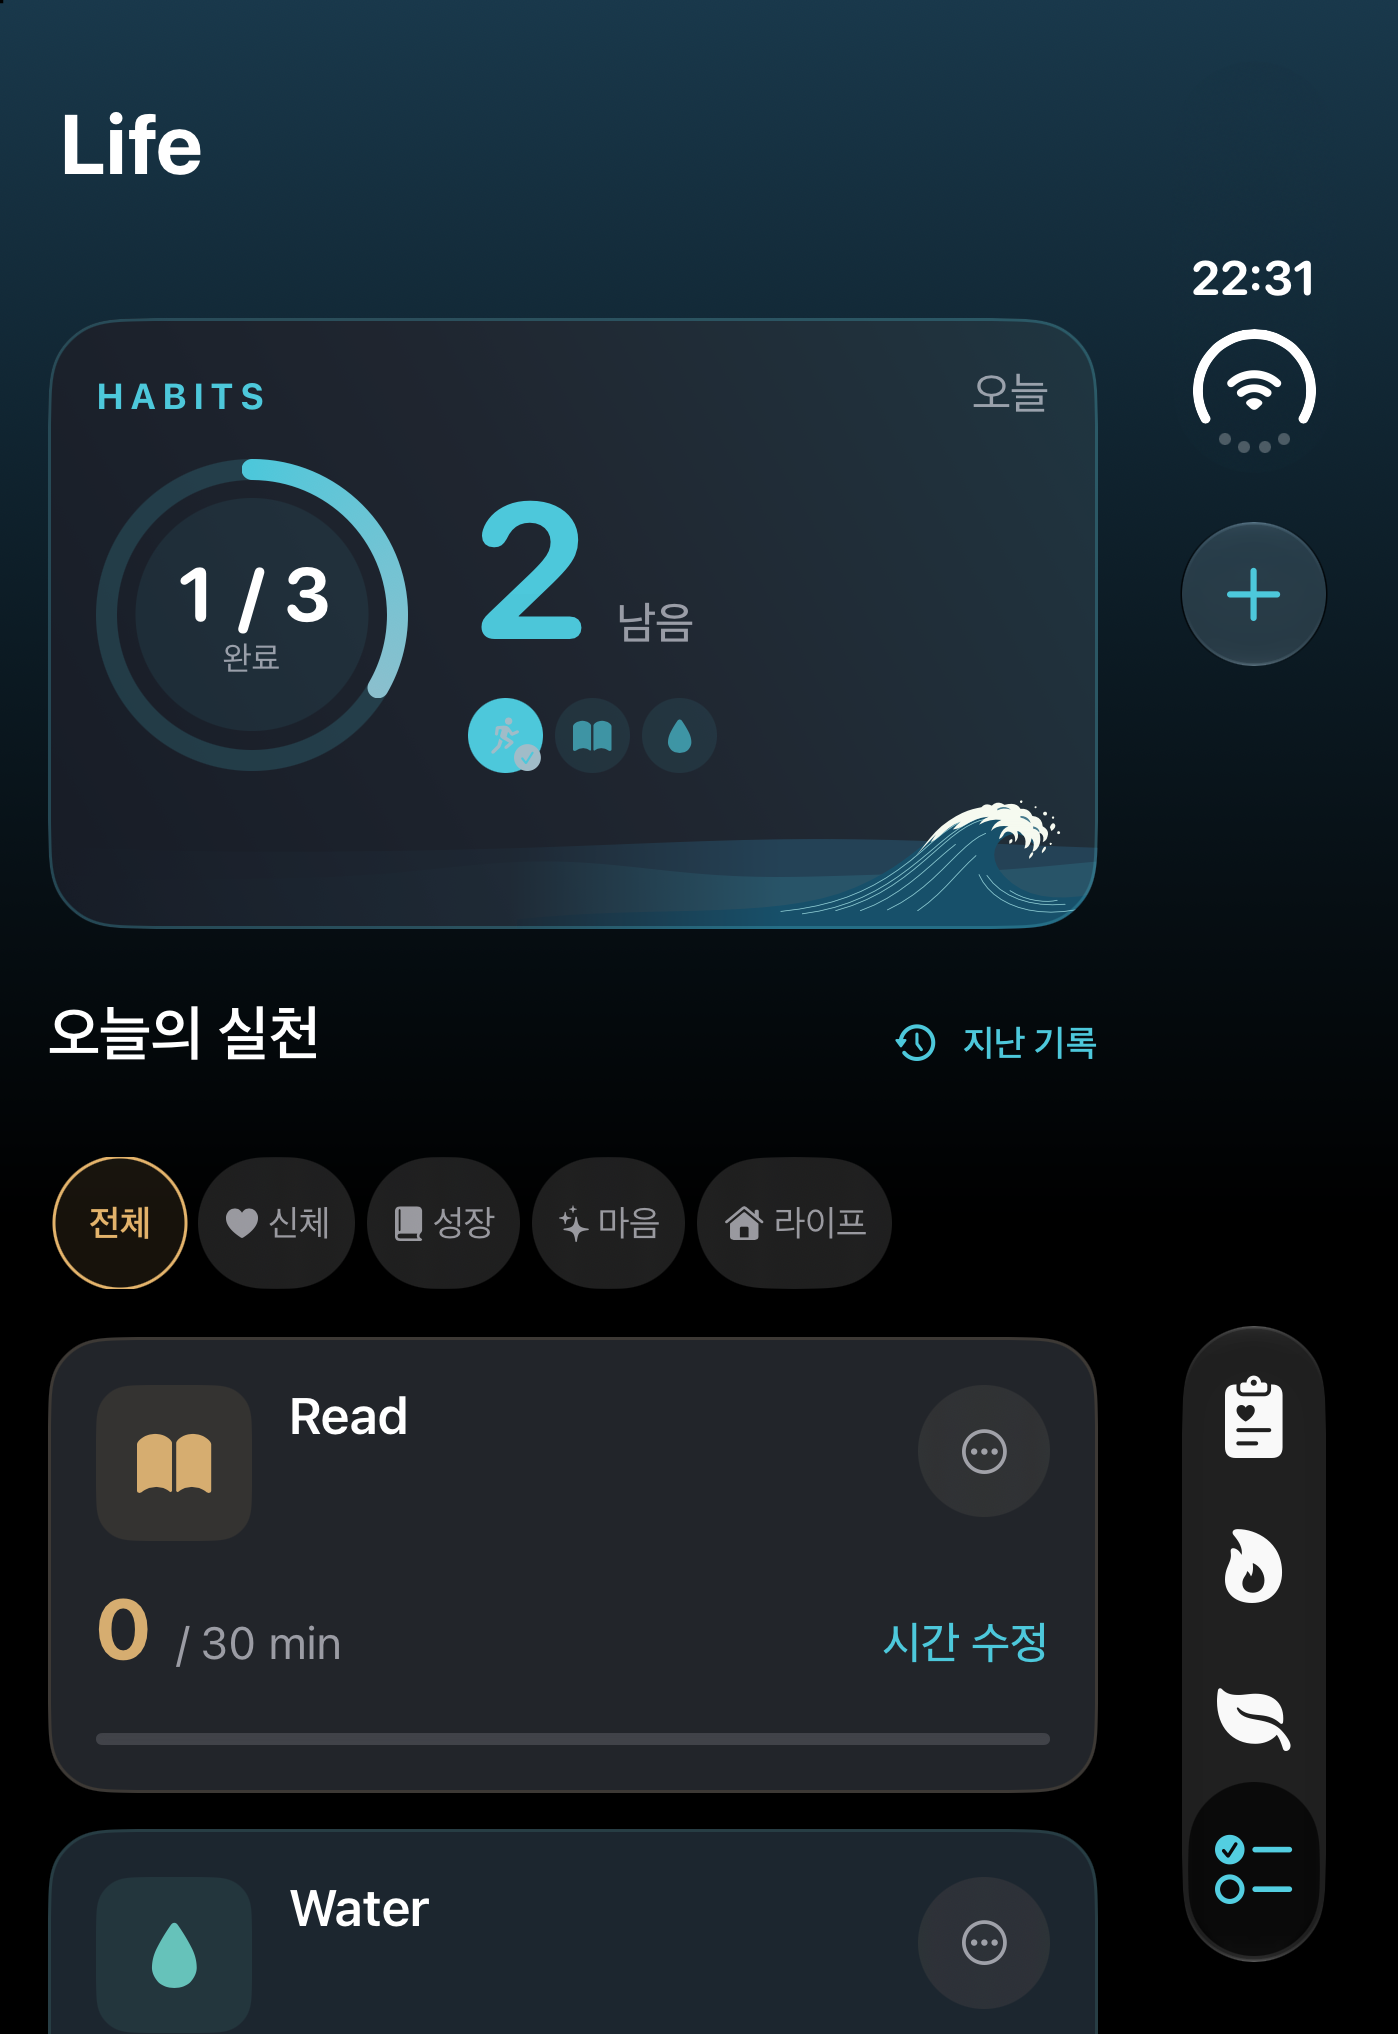 Life
22:31
HABITS
오늘
1 / 3
완료
2 남음
오늘의 실천
지난 기록
전체
신체
성장
마음
라이프
Read
0 / 30 min
시간 수정
Water